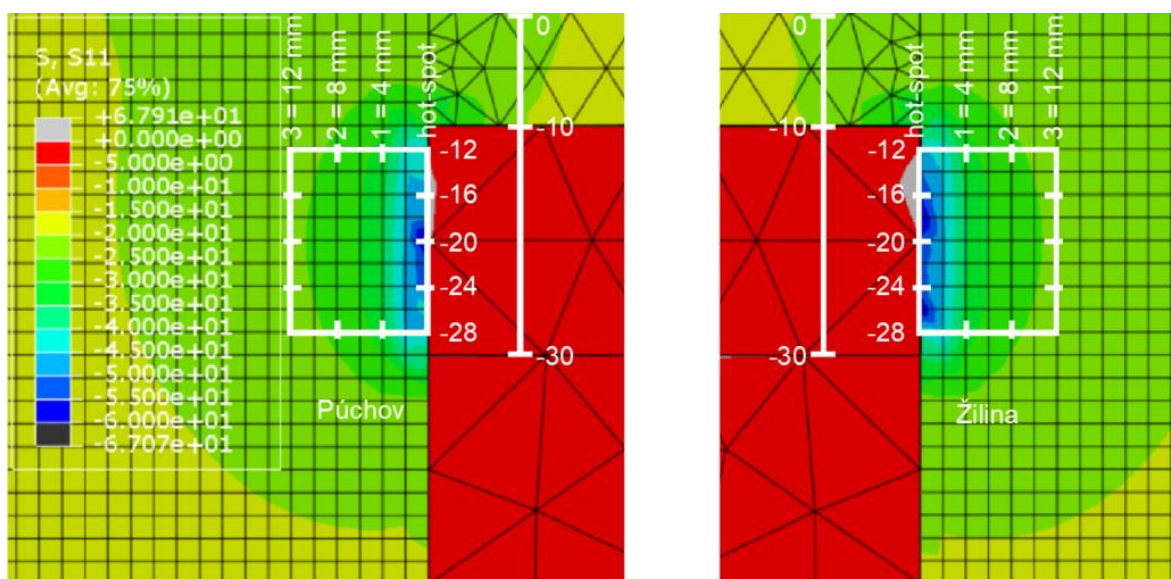 S, S11
(Avg: 75%)
+6.791e+01
+0.000e+00
-5.000e+00
-1.000e+01
-1.500e+01
-2.000e+01
-2.500e+01
-3.000e+01
-3.500e+01
-4.000e+01
-4.500e+01
-5.000e+01
-5.500e+01
-6.000e+01
-6.707e+01
3 = 12 mm
2 = 8 mm
1 = 4 mm
hot-spot
0
-10
-12
-16
-20
-24
-28
-30
Púchov
0
-10
-12
-16
-20
-24
-28
-30
hot-spot
1 = 4 mm
2 = 8 mm
3 = 12 mm
Žilina